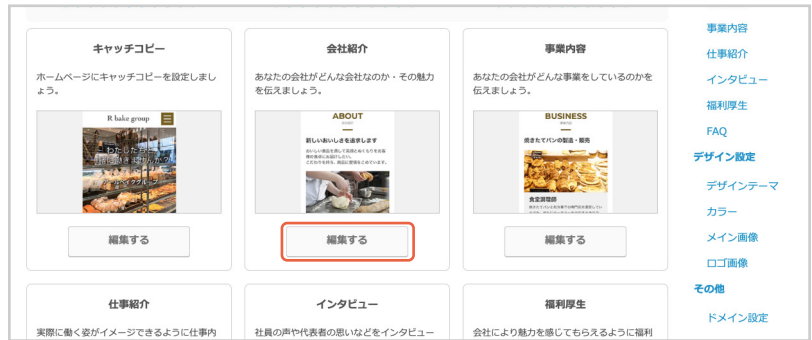 キャッチコピー
ホームページにキャッチコピーを設定しまし
ょう。
R bake group
わたしたちと
編集する
会社紹介
あなたの会社がどんな会社なのか・その魅力
を伝えましょう。
ABOUT
新しいおいしさを追求します
編集する
事業内容
あなたの会社がどんな事業をしているのかを
伝えましょう。
BUSINESS
事業内容
焼きたてパンの製造・販売
食空調理師
編集する
仕事紹介
実際に働く姿がイメージできるように仕事内
インタビュー
社員の声や代表者の思いなどをインタビュー
福利厚生
会社により魅力を感じてもらえるように福利
事業内容
仕事紹介
インタビュー
福利厚生
FAQ
デザイン設定
デザインテーマ
カラー
メイン画像
ロゴ画像
その他
ドメイン設定